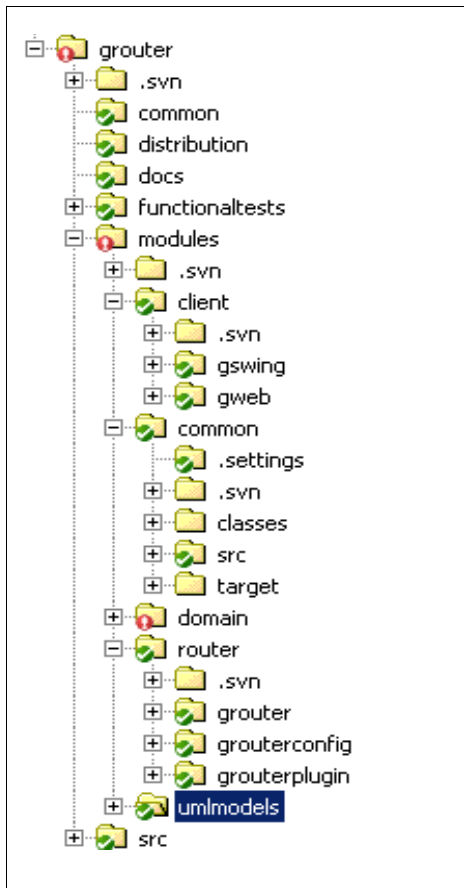 grouter
.svn
common
distribution
docs
functionaltests
modules
.svn
client
.svn
gswing
gweb
common
.settings
.svn
classes
src
target
domain
router
.svn
grouter
grouterconfig
grouterplugin
umlmodels
src